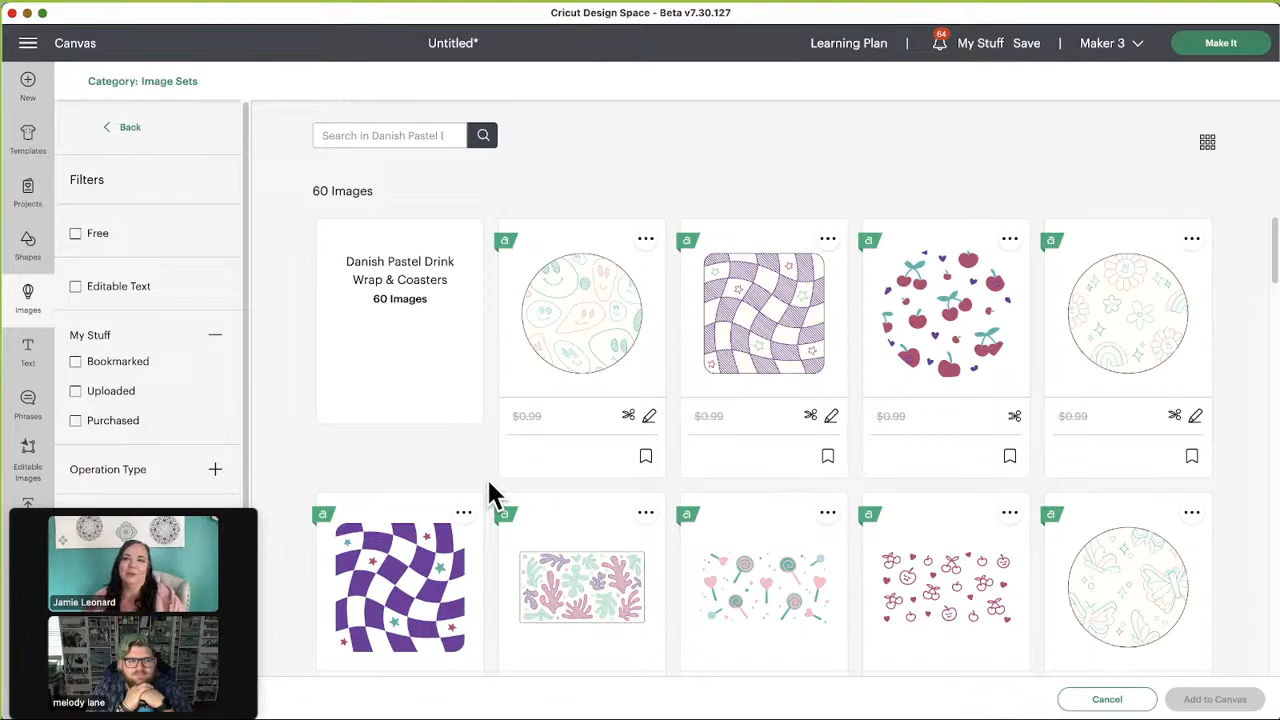 Cricut Design Space - Beta v7.30.127
Canvas
Untitled*
Learning Plan | 64 My Stuff Save | Maker 3 Make It
Category: Image Sets
New
Templates
Projects
Shapes
Images
Text
Phrases
Editable
Images
Back
Filters
Free
Editable Text
My Stuff
Bookmarked
Uploaded
Purchased
Operation Type
Search in Danish Pastel
60 Images
Danish Pastel Drink
Wrap & Coasters
60 Images
a
a
a
a
$0.99
$0.99
$0.99
$0.99
a
a
a
a
a
Jamie Leonard
melody lane
Cancel
Add to Canvas